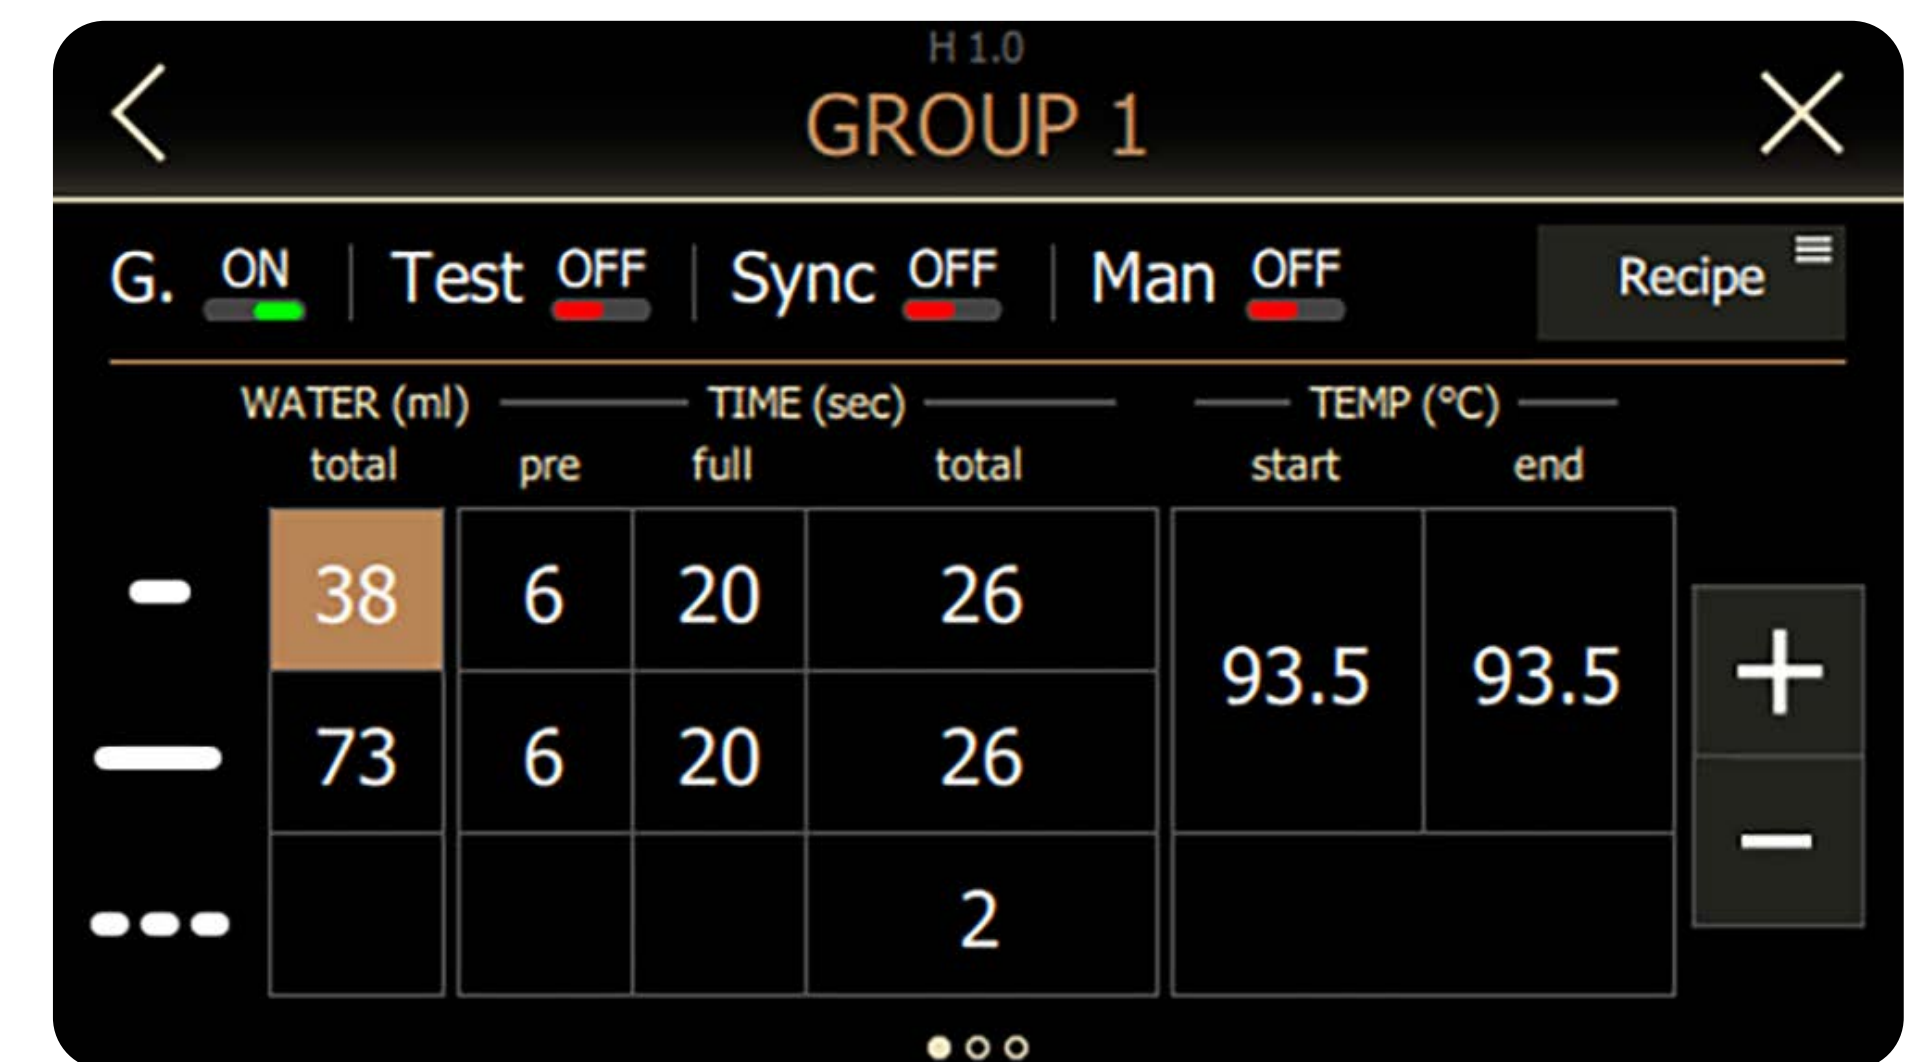 H 1.0
GROUP 1
G. ON Test OFF Sync OFF Man OFF Recipe
WATER (ml) TIME (sec) TEMP (°C)
total pre full total start end
38 6 20 26
93.5 93.5
73 6 20 26
2